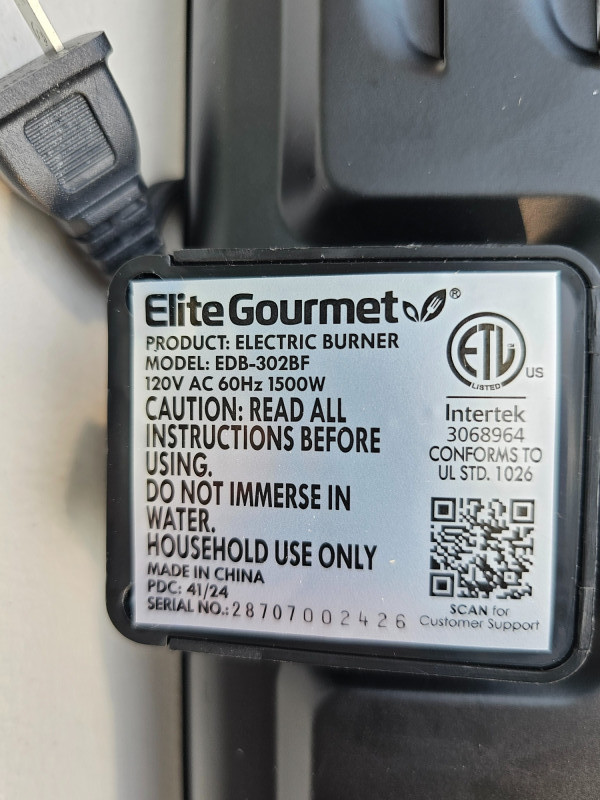 Elite Gourmet®
PRODUCT: ELECTRIC BURNER
MODEL: EDB-302BF
120V AC 60Hz 1500W
CAUTION: READ ALL
INSTRUCTIONS BEFORE
USING.
DO NOT IMMERSE IN
WATER.
HOUSEHOLD USE ONLY
MADE IN CHINA
PDC: 41/24
SERIAL NO.: 28707002426
ETL
LISTED
US
Intertek
3068964
CONFORMS TO
UL STD. 1026
SCAN for
Customer Support